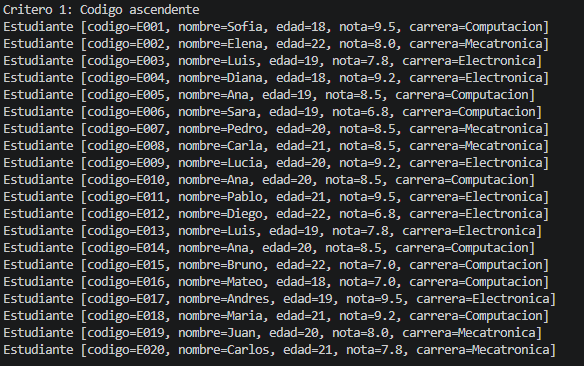 Critero 1: Codigo ascendente
Estudiante [codigo=E001, nombre=Sofia, edad=18, nota=9.5, carrera=Computacion]
Estudiante [codigo=E002, nombre=Elena, edad=22, nota=8.0, carrera=Mecatronica]
Estudiante [codigo=E003, nombre=Luis, edad=19, nota=7.8, carrera=Electronica]
Estudiante [codigo=E004, nombre=Diana, edad=18, nota=9.2, carrera=Electronica]
Estudiante [codigo=E005, nombre=Ana, edad=19, nota=8.5, carrera=Computacion]
Estudiante [codigo=E006, nombre=Sara, edad=19, nota=6.8, carrera=Computacion]
Estudiante [codigo=E007, nombre=Pedro, edad=20, nota=8.5, carrera=Mecatronica]
Estudiante [codigo=E008, nombre=Carla, edad=21, nota=8.5, carrera=Mecatronica]
Estudiante [codigo=E009, nombre=Lucia, edad=20, nota=9.2, carrera=Electronica]
Estudiante [codigo=E010, nombre=Ana, edad=20, nota=8.5, carrera=Computacion]
Estudiante [codigo=E011, nombre=Pablo, edad=21, nota=9.5, carrera=Electronica]
Estudiante [codigo=E012, nombre=Diego, edad=22, nota=6.8, carrera=Electronica]
Estudiante [codigo=E013, nombre=Luis, edad=19, nota=7.8, carrera=Electronica]
Estudiante [codigo=E014, nombre=Ana, edad=20, nota=8.5, carrera=Computacion]
Estudiante [codigo=E015, nombre=Bruno, edad=22, nota=7.0, carrera=Computacion]
Estudiante [codigo=E016, nombre=Mateo, edad=18, nota=7.0, carrera=Computacion]
Estudiante [codigo=E017, nombre=Andres, edad=19, nota=9.5, carrera=Electronica]
Estudiante [codigo=E018, nombre=Maria, edad=21, nota=9.2, carrera=Computacion]
Estudiante [codigo=E019, nombre=Juan, edad=20, nota=8.0, carrera=Mecatronica]
Estudiante [codigo=E020, nombre=Carlos, edad=21, nota=7.8, carrera=Mecatronica]